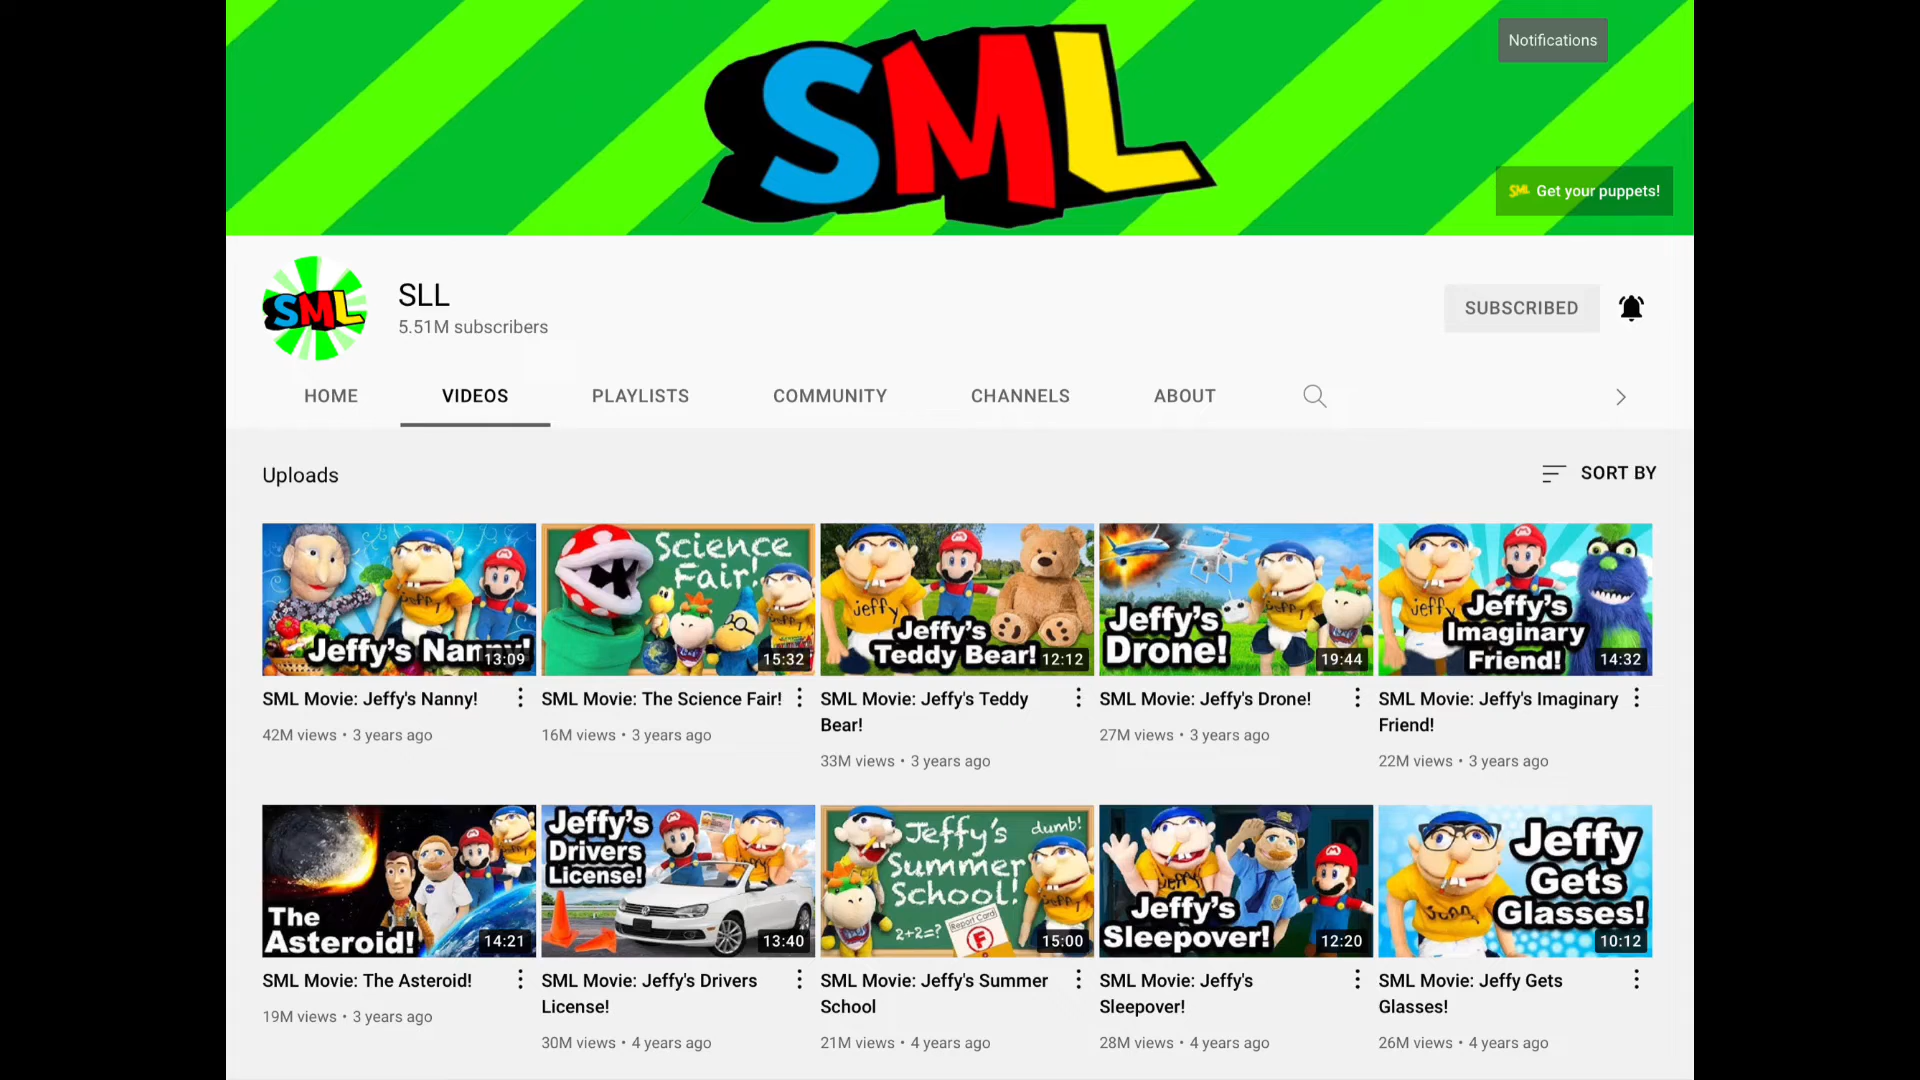 SML
Notifications
SML Get your puppets!
SML
SLL
5.51M subscribers
SUBSCRIBED
HOME
VIDEOS
PLAYLISTS
COMMUNITY
CHANNELS
ABOUT
Uploads
SORT BY
Jeffy's Nanny!
13:09
Science
Fair!
15:32
jeffy
Jeffy's
Teddy Bear!
12:12
Jeffy's
Drone!
19:44
jeffy
Jeffy's
Imaginary
Friend!
14:32
SML Movie: Jeffy's Nanny!
42M views • 3 years ago
SML Movie: The Science Fair!
16M views • 3 years ago
SML Movie: Jeffy's Teddy
Bear!
33M views • 3 years ago
SML Movie: Jeffy's Drone!
27M views • 3 years ago
SML Movie: Jeffy's Imaginary
Friend!
22M views • 3 years ago
The
Asteroid!
14:21
Jeffy's
Drivers
License!
13:40
Jeffy's
Summer
School!
dumb!
2+2=?
Report Card
F
15:00
Jeffy's
Sleepover!
12:20
Jeffy
Gets
Glasses!
10:12
SML Movie: The Asteroid!
19M views • 3 years ago
SML Movie: Jeffy's Drivers
License!
30M views • 4 years ago
SML Movie: Jeffy's Summer
School
21M views • 4 years ago
SML Movie: Jeffy's
Sleepover!
28M views • 4 years ago
SML Movie: Jeffy Gets
Glasses!
26M views • 4 years ago